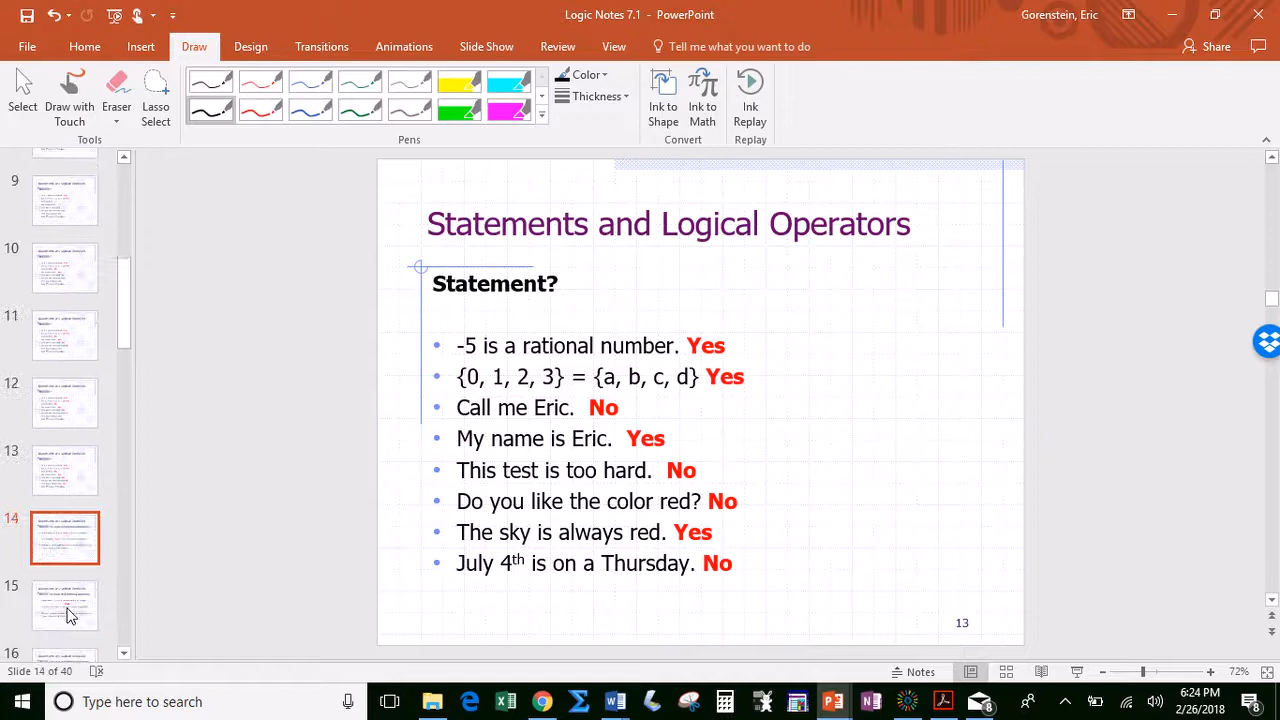 Logic Notes 7.1 - PowerPoint
Gorenstein, Eric
File Home Insert Draw Design Transitions Animations Slide Show Review View Tell me what you want to do Share
Select Draw with Touch Eraser Lasso Select
Color Thickness
Ink to Shape Ink to Math Ink Replay
Tools Pens Convert Replay
10
11
13
14
15
16
Statements and Logical Operators
Statement?
• -5 is a rational number. Yes
• {0, 1, 2, 3} = {a, b, c, d} Yes
• Call me Eric. No
• My name is Eric. Yes
• This test is too hard. No
• Do you like the color red? No
• The sky is always red. Yes
• July 4th is on a Thursday. No
13
Slide 14 of 40
Notes
72%
Type here to search
8
6:24 PM
2/26/2018
8